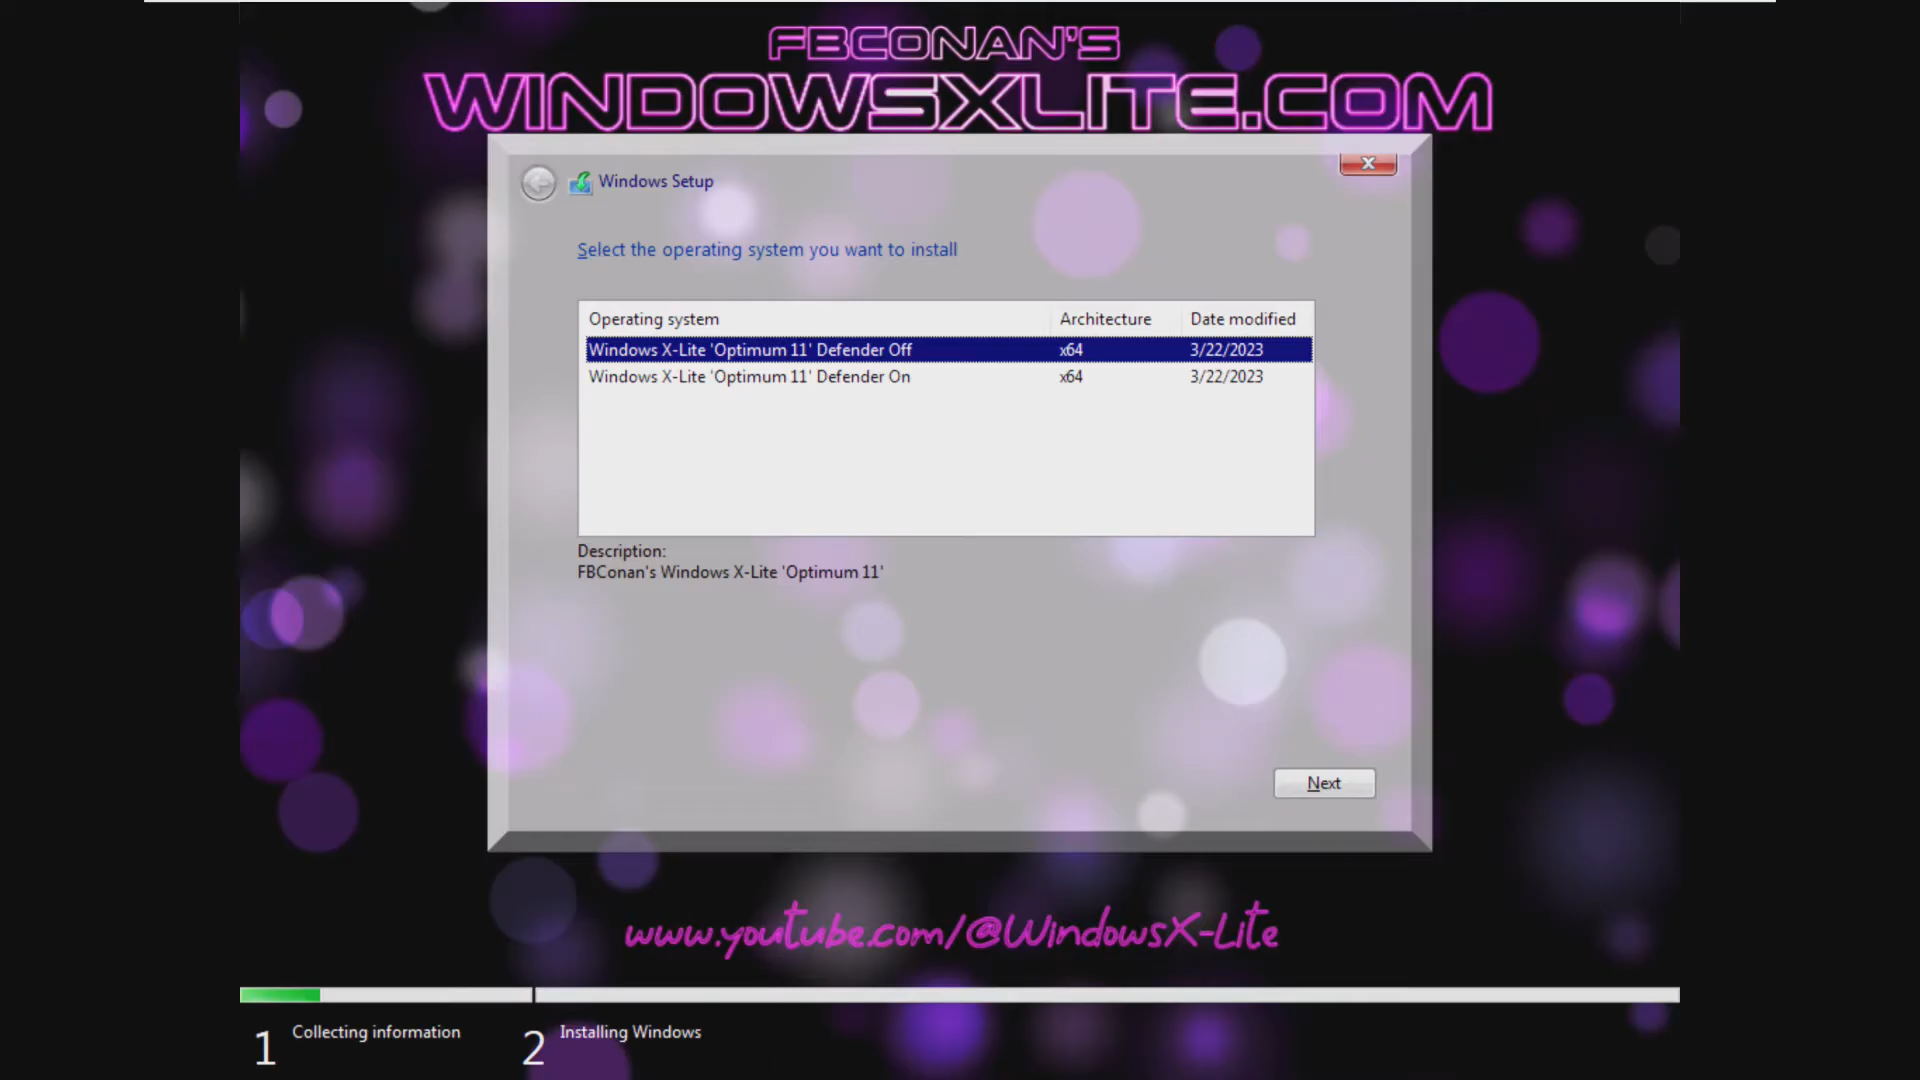 FBCONAN'S
WINDOWSXLITE.COM
Windows Setup
Select the operating system you want to install
Operating system Architecture Date modified
Windows X-Lite 'Optimum 11' Defender Off x64 3/22/2023
Windows X-Lite 'Optimum 11' Defender On x64 3/22/2023
Description:
FBConan's Windows X-Lite 'Optimum 11'
Next
www.youtube.com/@WindowsX-Lite
1 Collecting information 2 Installing Windows